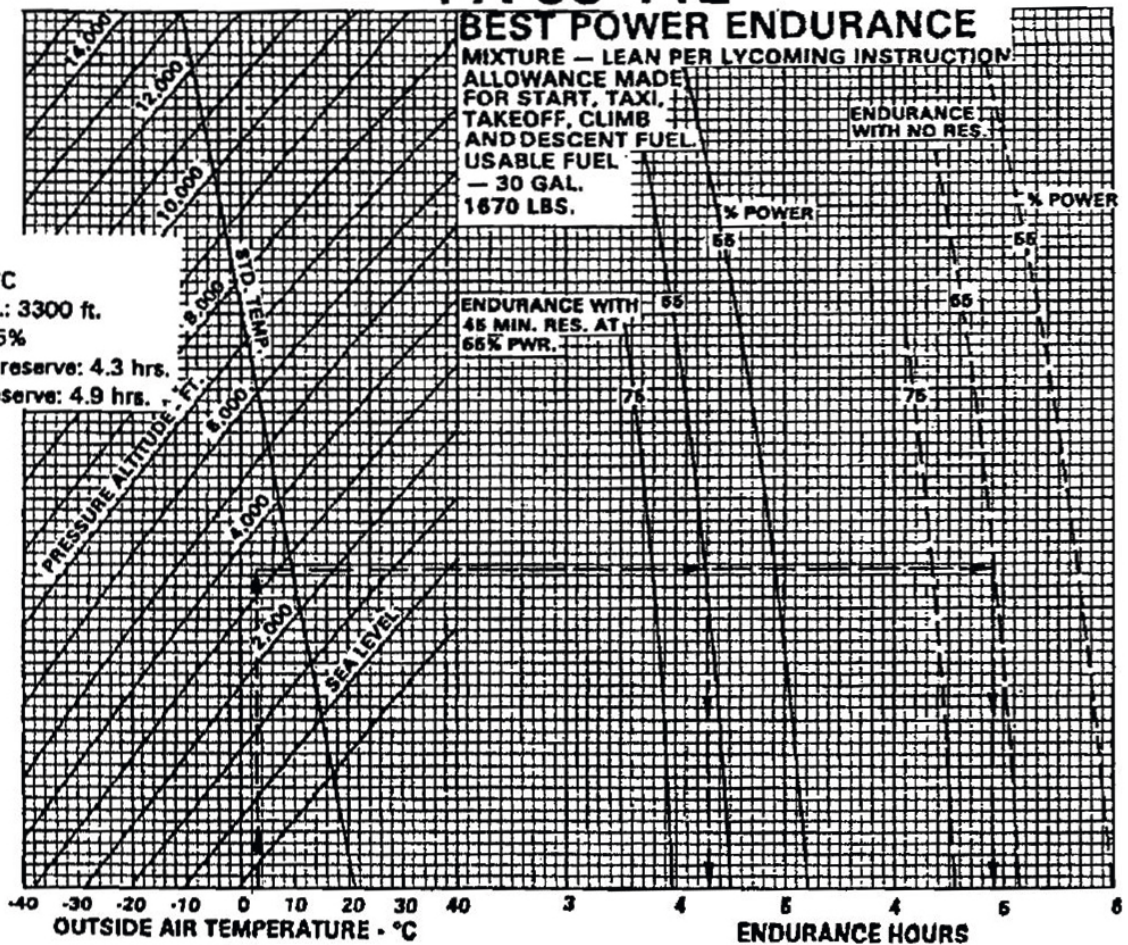 BEST POWER ENDURANCE
MIXTURE — LEAN PER LYCOMING INSTRUCTION
ALLOWANCE MADE
FOR START, TAXI,
TAKEOFF, CLIMB
AND DESCENT FUEL.
USABLE FUEL
— 30 GAL.
1670 LBS.
ENDURANCE
WITH NO RES.
% POWER
% POWER
55
55
65
65
75
75
ENDURANCE WITH
45 MIN. RES. AT
55% PWR.
14,000
12,000
10,000
8,000
6,000
4,000
2,000
SEA LEVEL
STD. TEMP.
PRESSURE ALTITUDE - FT.
°C
.: 3300 ft.
5%
reserve: 4.3 hrs.
serve: 4.9 hrs.
-40 -30 -20 -10 0 10 20 30 40 3 4 5 4 5 6
OUTSIDE AIR TEMPERATURE - °C ENDURANCE HOURS